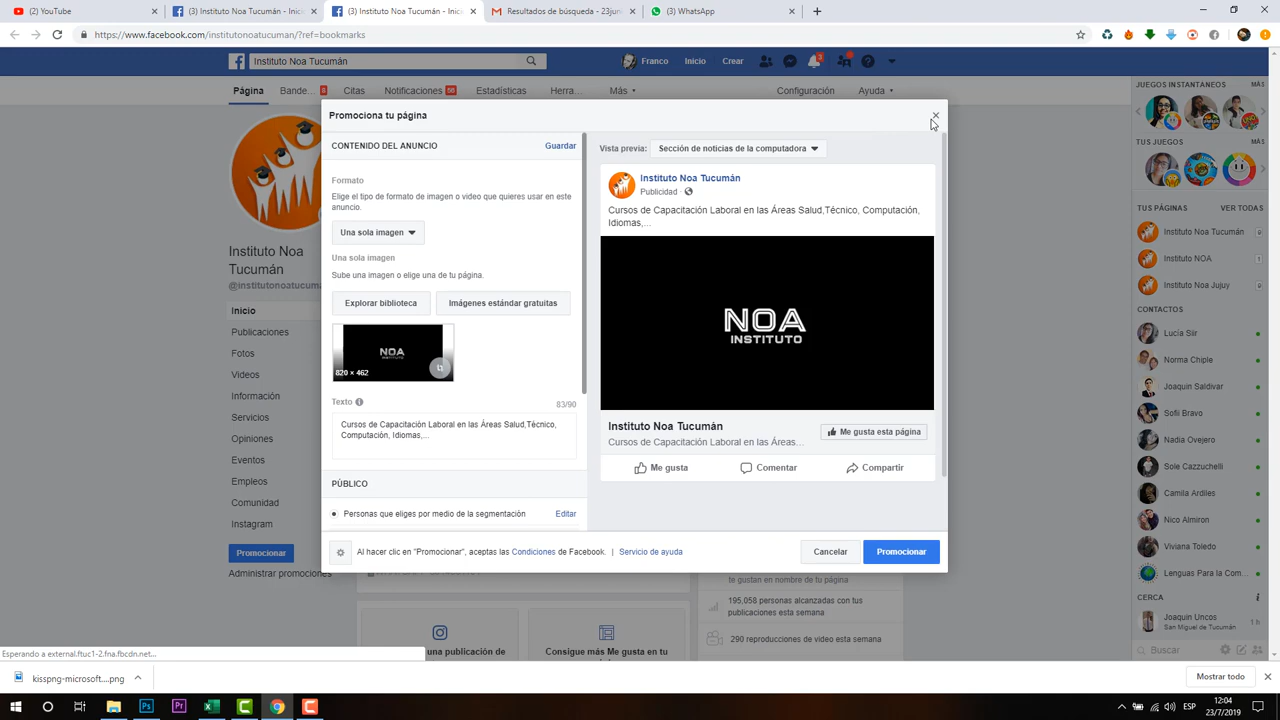 (2) YouTube
(3) Instituto Noa Tucumán - Inicio
(3) Instituto Noa Tucumán - Inicio
Resultados de búsqueda - 23jun
(3) WhatsApp
https://www.facebook.com/institutonoatucuman/?ref=bookmarks
Instituto Noa Tucumán
Franco
Inicio
Crear
Página
Bande...
8
Citas
Notificaciones
56
Estadísticas
Herra...
Más
Configuración
Ayuda
JUEGOS INSTANTÁNEOS
MÁS
TUS JUEGOS
MÁS
TUS PÁGINAS
VER TODAS
Instituto Noa Tucumán
Instituto NOA
Instituto Noa Jujuy
CONTACTOS
Lucía Siir
Norma Chiple
Joaquin Saldivar
Sofii Bravo
Nadia Ovejero
Sole Cazzuchelli
Camila Ardiles
Nico Almiron
Viviana Toledo
Lenguas Para la Com...
CERCA
Joaquin Uncos
San Miguel de Tucumán
Buscar
Instituto Noa
Tucumán
@institutonoatucuma
Inicio
Publicaciones
Fotos
Videos
Información
Servicios
Opiniones
Eventos
Empleos
Comunidad
Instagram
Promocionar
Administrar promociones
Promociona tu página
CONTENIDO DEL ANUNCIO
Guardar
Formato
Elige el tipo de formato de imagen o video que quieres usar en este
anuncio.
Una sola imagen
Una sola imagen
Sube una imagen o elige una de tu página.
Explorar biblioteca
Imágenes estándar gratuitas
NOA
INSTITUTO
820 × 462
Texto
83/90
Cursos de Capacitación Laboral en las Áreas Salud,Técnico,
Computación, Idiomas,...
PÚBLICO
Personas que eliges por medio de la segmentación
Editar
Vista previa:
Sección de noticias de la computadora
Instituto Noa Tucumán
Publicidad ·
Cursos de Capacitación Laboral en las Áreas Salud,Técnico, Computación,
Idiomas,...
NOA
INSTITUTO
Instituto Noa Tucumán
Cursos de Capacitación Laboral en las Áreas...
Me gusta esta página
Me gusta
Comentar
Compartir
Al hacer clic en "Promocionar", aceptas las Condiciones de Facebook. | Servicio de ayuda
Cancelar
Promocionar
te gustan en nombre de tu página
195,058 personas alcanzadas con tus
publicaciones esta semana
290 reproducciones de video esta semana
una publicación de
Consigue más Me gusta en tu
Esperando a external.ftuc1-2.fna.fbcdn.net...
kisspng-microsoft....png
Mostrar todo
ESP
12:04
23/7/2019